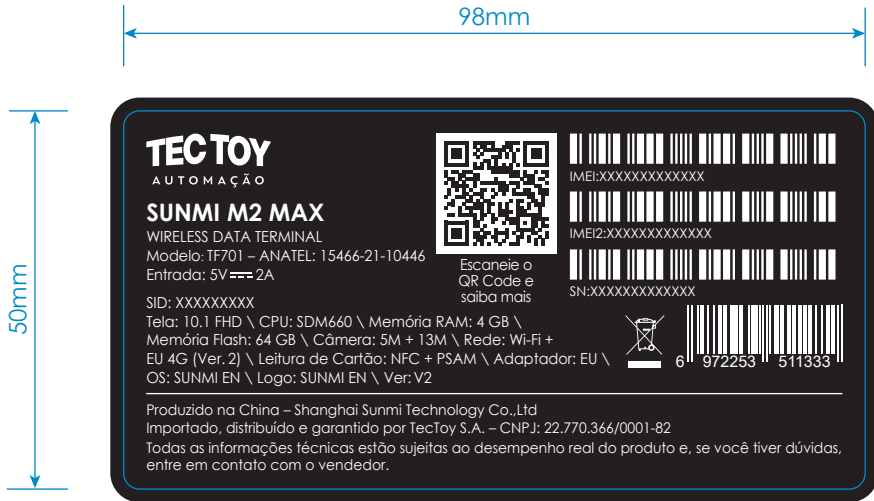 98mm
50mm
TEC TOY
AUTOMAÇÃO
SUNMI M2 MAX
WIRELESS DATA TERMINAL
Modelo: TF701 – ANATEL: 15466-21-10446
Entrada: 5V 2A
SID: XXXXXXXXX
Tela: 10.1 FHD \ CPU: SDM660 \ Memória RAM: 4 GB \
Memória Flash: 64 GB \ Câmera: 5M + 13M \ Rede: Wi-Fi +
EU 4G (Ver. 2) \ Leitura de Cartão: NFC + PSAM \ Adaptador: EU \
OS: SUNMI EN \ Logo: SUNMI EN \ Ver: V2
Escaneie o
QR Code e
saiba mais
IMEI:XXXXXXXXXXXXX
IMEI2:XXXXXXXXXXXXX
SN:XXXXXXXXXXXXX
6 972253 511333
Produzido na China – Shanghai Sunmi Technology Co.,Ltd
Importado, distribuído e garantido por TecToy S.A. – CNPJ: 22.770.366/0001-82
Todas as informações técnicas estão sujeitas ao desempenho real do produto e, se você tiver dúvidas,
entre em contato com o vendedor.